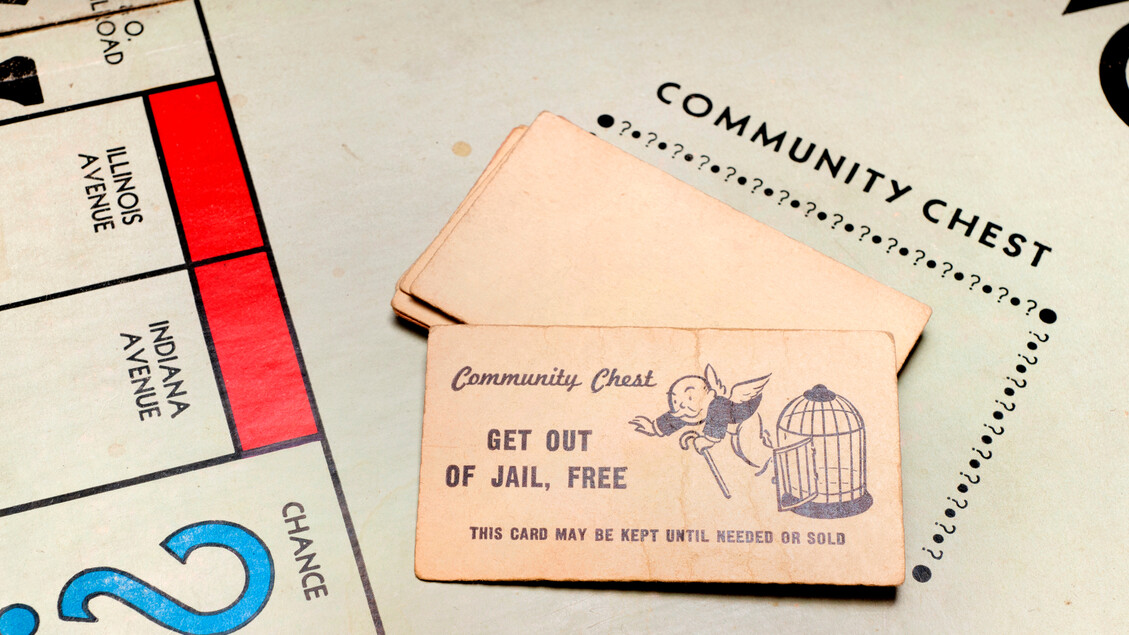 O.
ROAD
ILLINOIS
AVENUE
INDIANA
AVENUE
CHANCE
?
COMMUNITY CHEST
Community Chest
GET OUT
OF JAIL, FREE
THIS CARD MAY BE KEPT UNTIL NEEDED OR SOLD